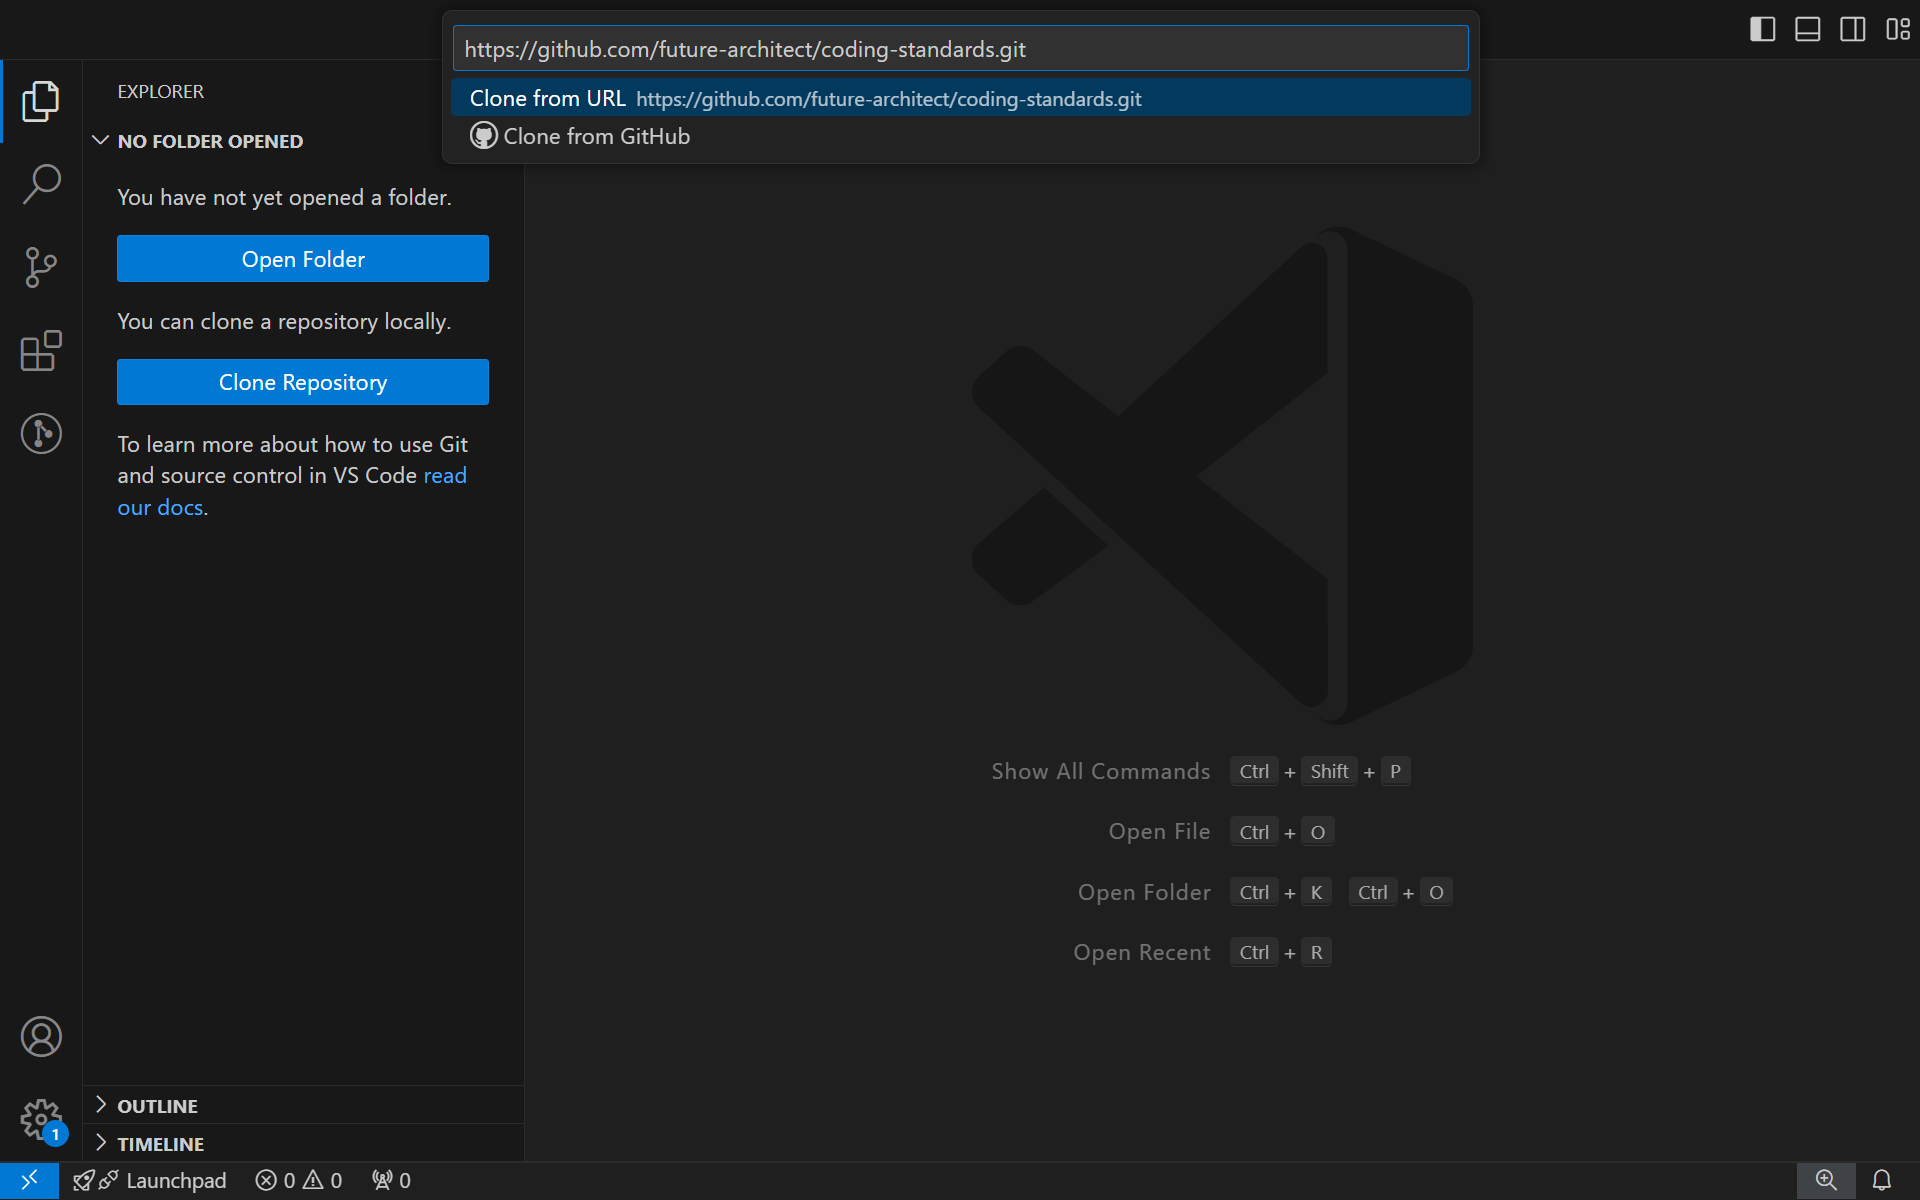 https://github.com/future-architect/coding-standards.git
Clone from URL https://github.com/future-architect/coding-standards.git
Clone from GitHub
EXPLORER
NO FOLDER OPENED
You have not yet opened a folder.
Open Folder
You can clone a repository locally.
Clone Repository
To learn more about how to use Git
and source control in VS Code read
our docs.
Show All Commands Ctrl + Shift + P
Open File Ctrl + O
Open Folder Ctrl + K Ctrl + O
Open Recent Ctrl + R
1
OUTLINE
TIMELINE
Launchpad 0 0 0